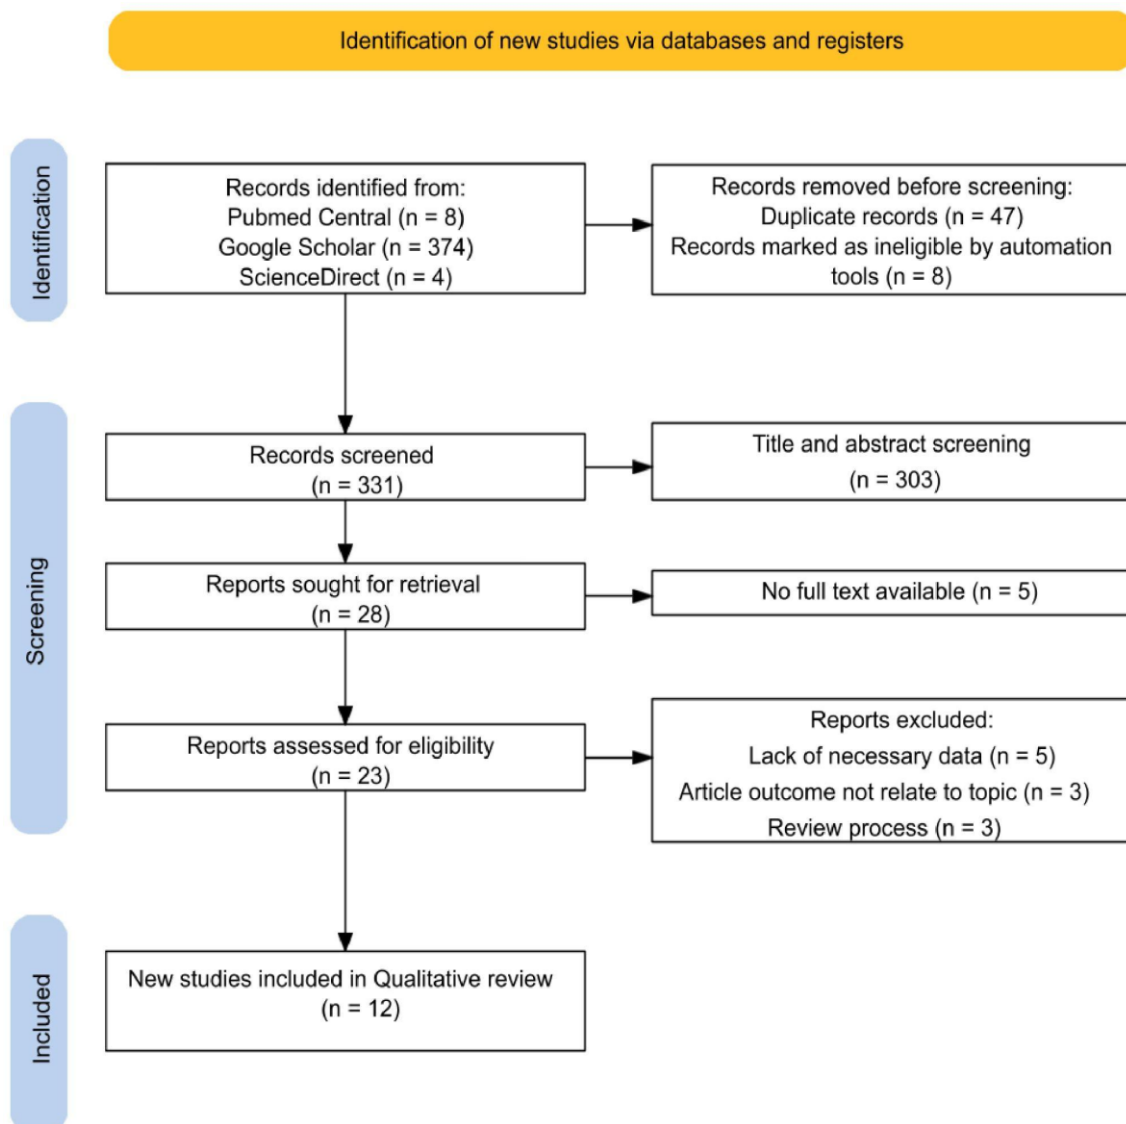 Identification of new studies via databases and registers
Identification
Records identified from:
Pubmed Central (n = 8)
Google Scholar (n = 374)
ScienceDirect (n = 4)
Records removed before screening:
Duplicate records (n = 47)
Records marked as ineligible by automation
tools (n = 8)
Screening
Records screened
(n = 331)
Title and abstract screening
(n = 303)
Reports sought for retrieval
(n = 28)
No full text available (n = 5)
Reports assessed for eligibility
(n = 23)
Reports excluded:
Lack of necessary data (n = 5)
Article outcome not relate to topic (n = 3)
Review process (n = 3)
Included
New studies included in Qualitative review
(n = 12)